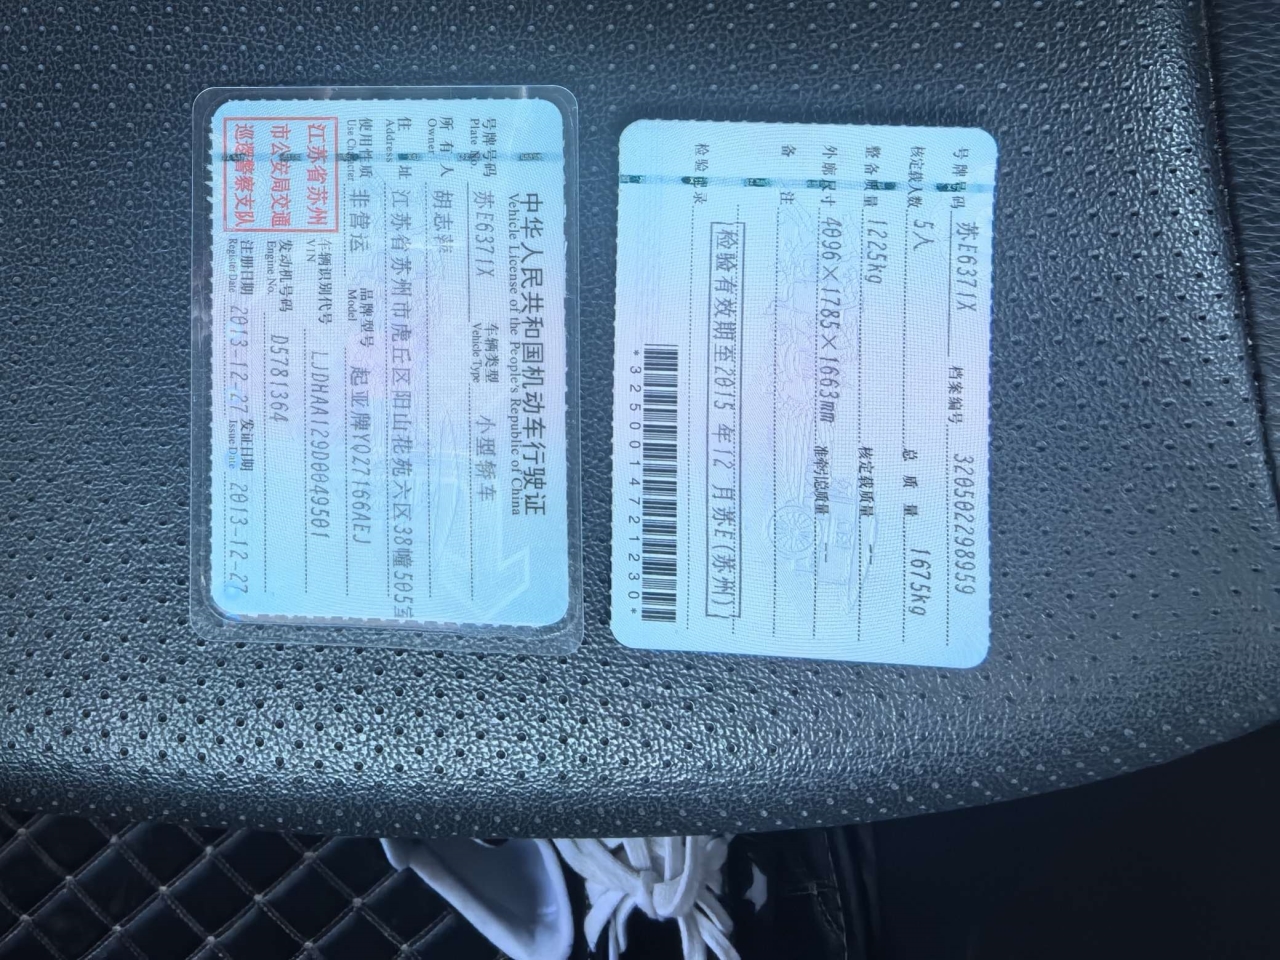 中华人民共和国机动车行驶证
Vehicle License of the People's Republic of China
号牌号码 苏E6371X 车辆类型 小型轿车
Plate No. Vehicle Type
所有人 胡志
Owner
住址 江苏省苏州市虎丘区阳山花苑六区38幢505室
Address
使用性质 非营运 品牌型号 起亚牌YQZ7166AEJ
Use Character Model
江苏省苏州
市公安局交通
巡逻警察支队
车辆识别代号 LJDHAA129D0049501
VIN
发动机号码 D5781364
Engine No.
注册日期 2013-12-27 发证日期 2013-12-27
Register Date Issue Date
号牌号码 苏E6371X 档案编号 320502298959
核定载人数 5人 总质量 1675kg
整备质量 1225kg 核定载质量 --
外廓尺寸 4096×1785×1663mm 准牵引总质量 --
备注
检验有效期至2015年12月苏E(苏州)
检验记录
*3250014721230*